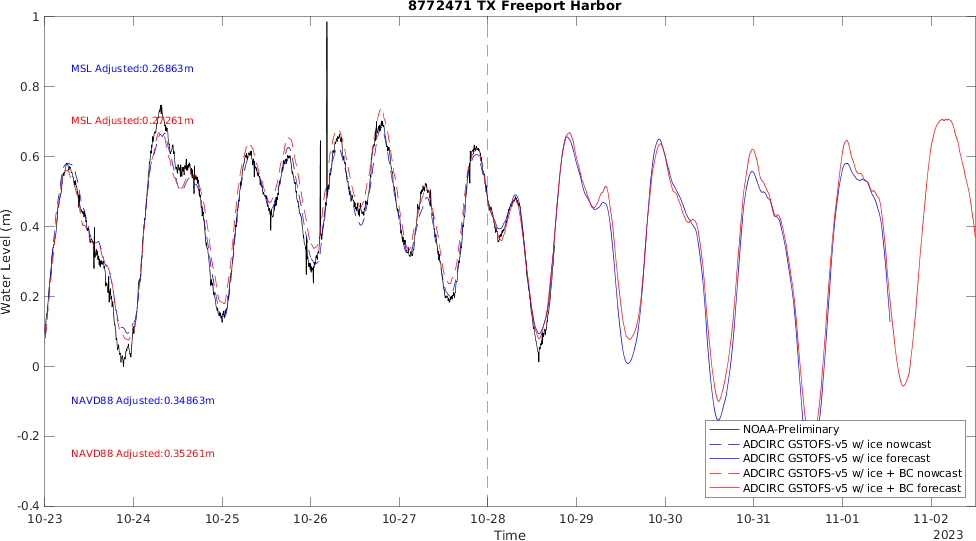 8772471 TX Freeport Harbor
1
0.8
0.6
0.4
0.2
0
-0.2
-0.4
Water Level (m)
MSL Adjusted:0.26863m
MSL Adjusted:0.27261m
NAVD88 Adjusted:0.34863m
NAVD88 Adjusted:0.35261m
NOAA-Preliminary
ADCIRC GSTOFS-v5 w/ ice nowcast
ADCIRC GSTOFS-v5 w/ ice forecast
ADCIRC GSTOFS-v5 w/ ice + BC nowcast
ADCIRC GSTOFS-v5 w/ ice + BC forecast
10-23 10-24 10-25 10-26 10-27 10-28 10-29 10-30 10-31 11-01 11-02
Time
2023